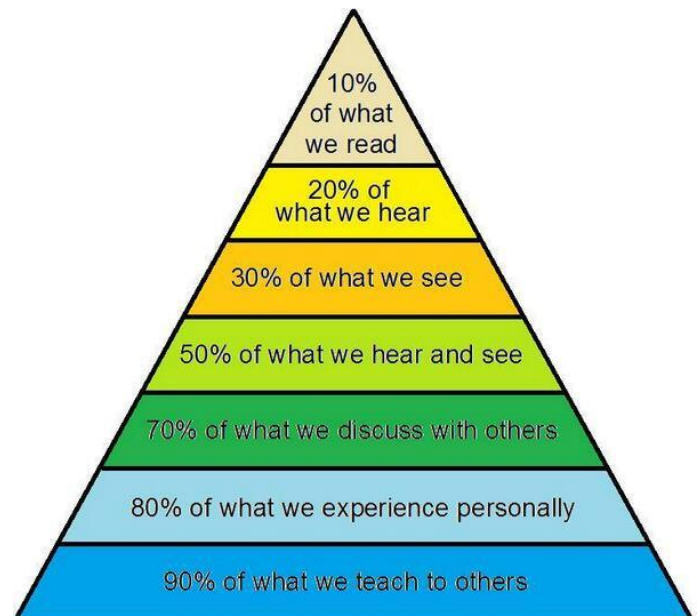 10%
of what
we read
20% of
what we hear
30% of what we see
50% of what we hear and see
70% of what we discuss with others
80% of what we experience personally
90% of what we teach to others